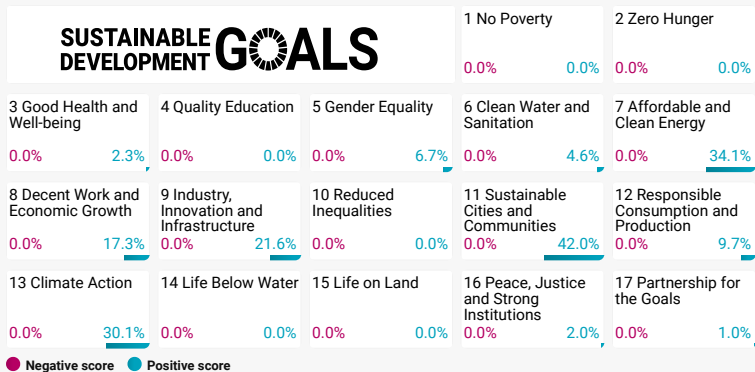 SUSTAINABLE
DEVELOPMENT
GOALS
1 No Poverty
0.0% 0.0%
2 Zero Hunger
0.0% 0.0%
3 Good Health and
Well-being
0.0% 2.3%
4 Quality Education
0.0% 0.0%
5 Gender Equality
0.0% 6.7%
6 Clean Water and
Sanitation
0.0% 4.6%
7 Affordable and
Clean Energy
0.0% 34.1%
8 Decent Work and
Economic Growth
0.0% 17.3%
9 Industry,
Innovation and
Infrastructure
0.0% 21.6%
10 Reduced
Inequalities
0.0% 0.0%
11 Sustainable
Cities and
Communities
0.0% 42.0%
12 Responsible
Consumption and
Production
0.0% 9.7%
13 Climate Action
0.0% 30.1%
14 Life Below Water
0.0% 0.0%
15 Life on Land
0.0% 0.0%
16 Peace, Justice
and Strong
Institutions
0.0% 2.0%
17 Partnership for
the Goals
0.0% 1.0%
Negative score Positive score